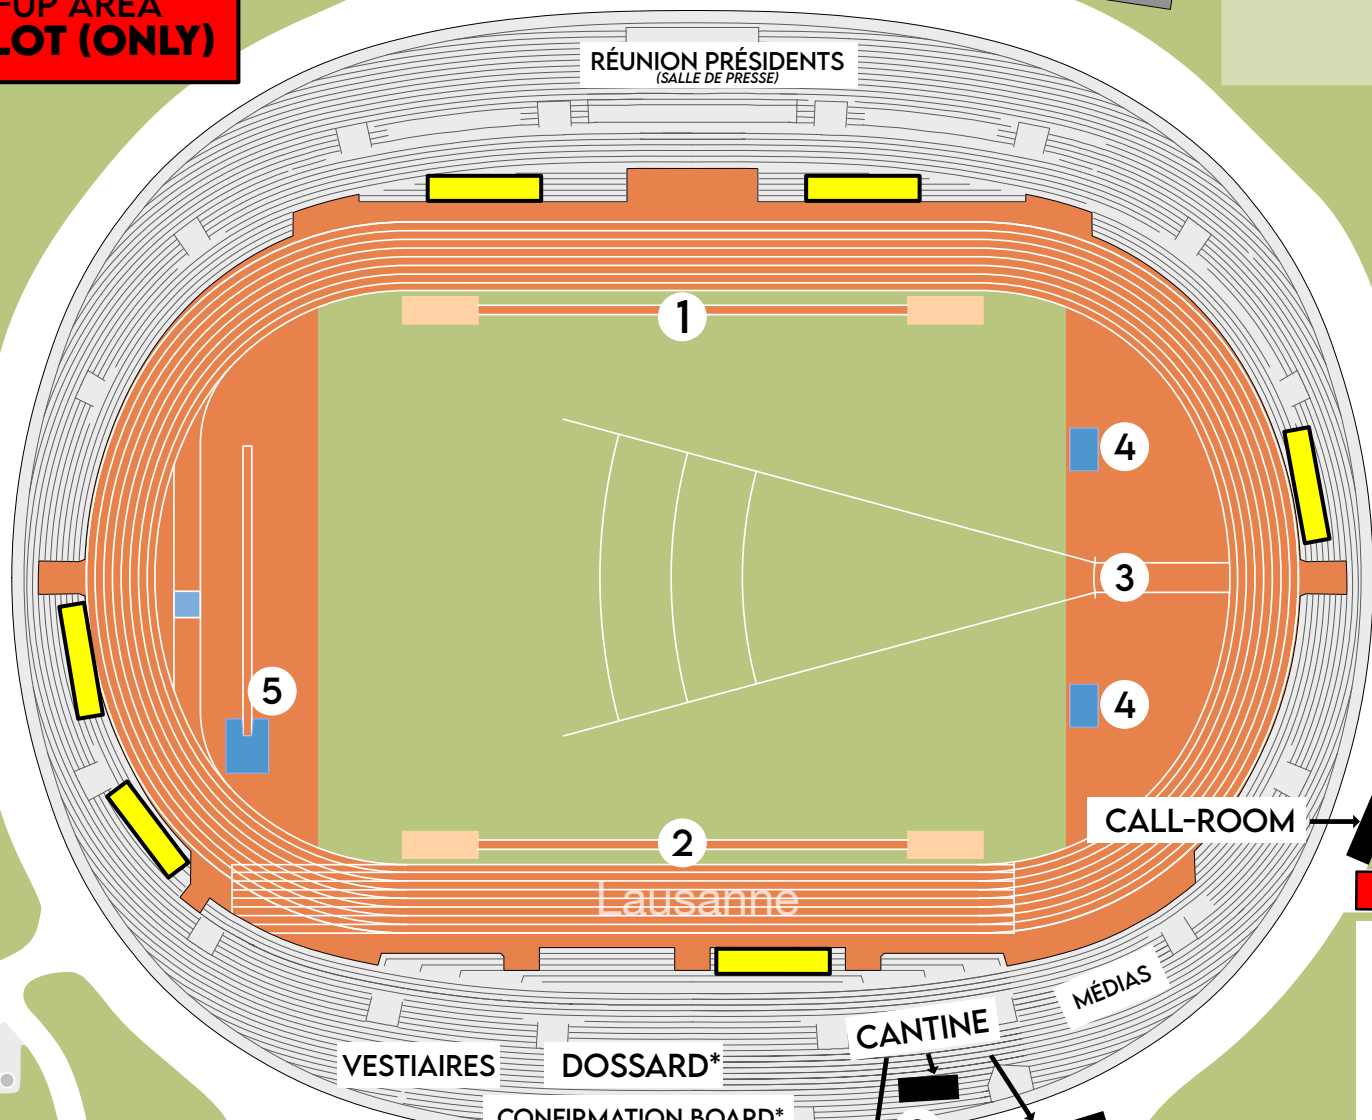 -UP AREA
LOT (ONLY)
RÉUNION PRÉSIDENTS
(SALLE DE PRESSE)
1
4
3
5
4
CALL-ROOM
2
Lausanne
MÉDIAS
CANTINE
VESTIAIRES
DOSSARD*
CONFIRMATION BOARD*